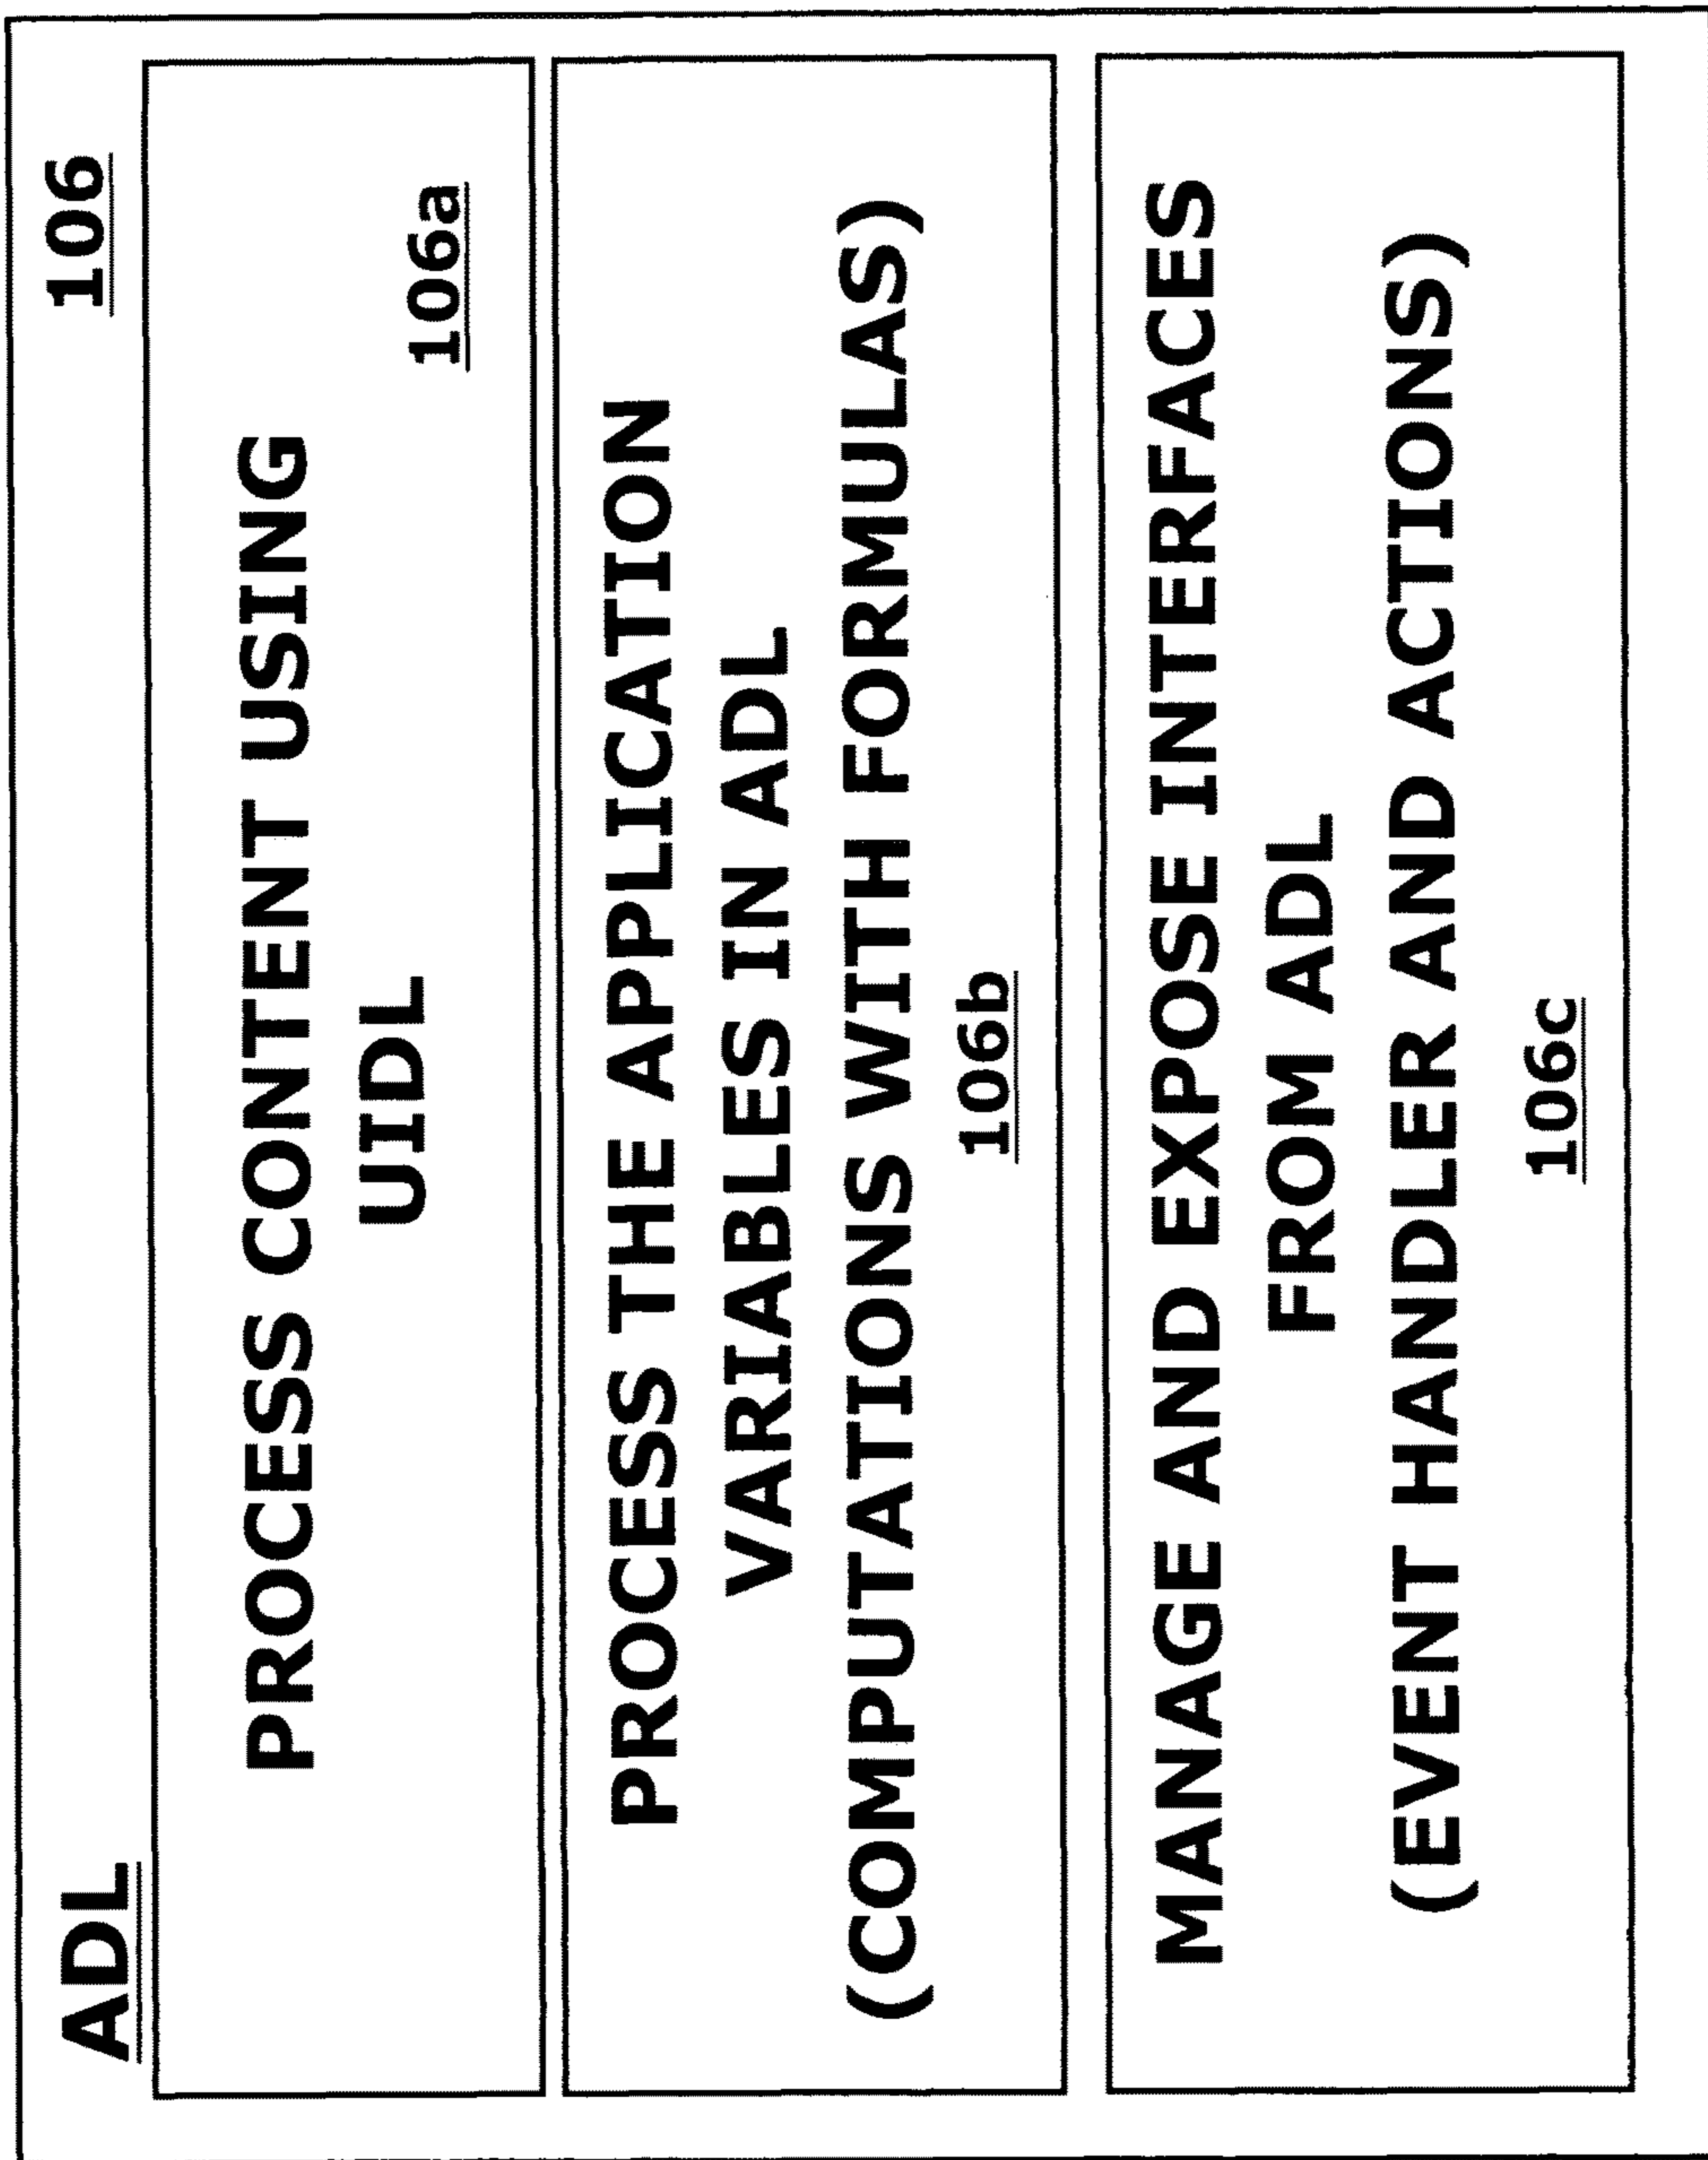 ADL
106
PROCESS CONTENT USING
UIDL
106a
PROCESS THE APPLICATION
VARIABLES IN ADL
(COMPUTATIONS WITH FORMULAS)
106b
MANAGE AND EXPOSE INTERFACES
FROM ADL
(EVENT HANDLER AND ACTIONS)
106c